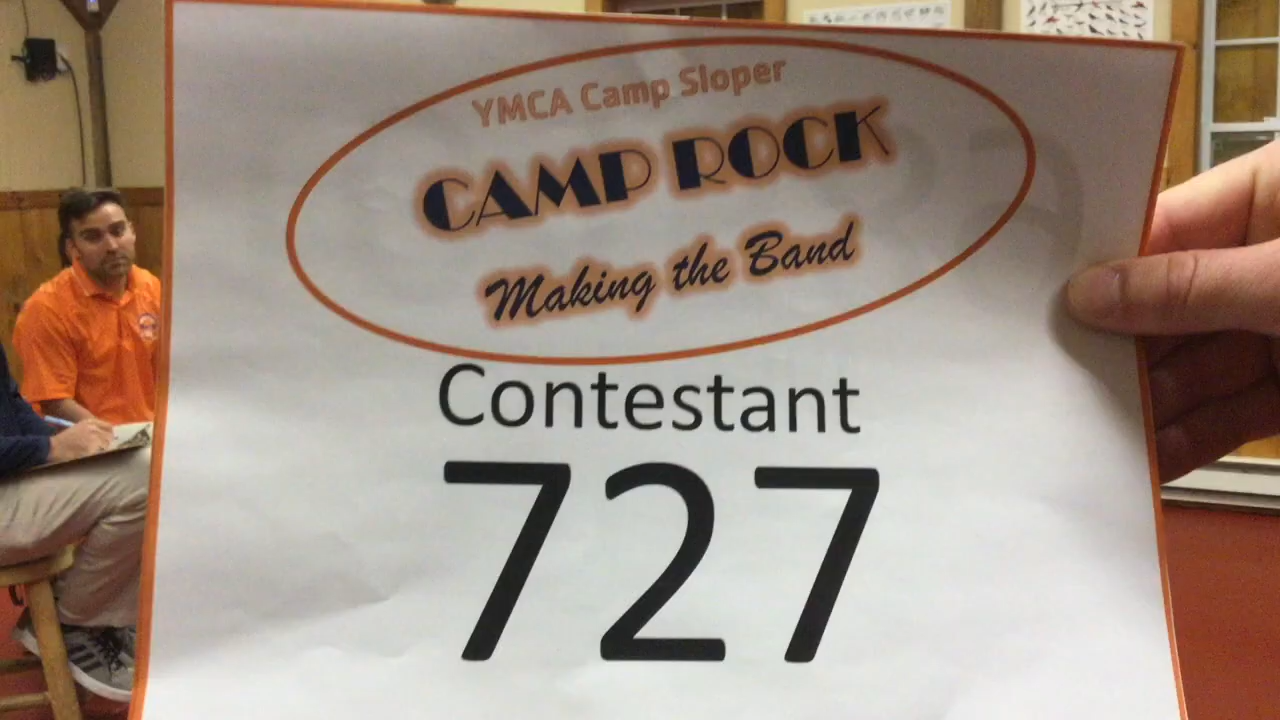 YMCA Camp Sloper
CAMP ROCK
Making the Band
Contestant
727